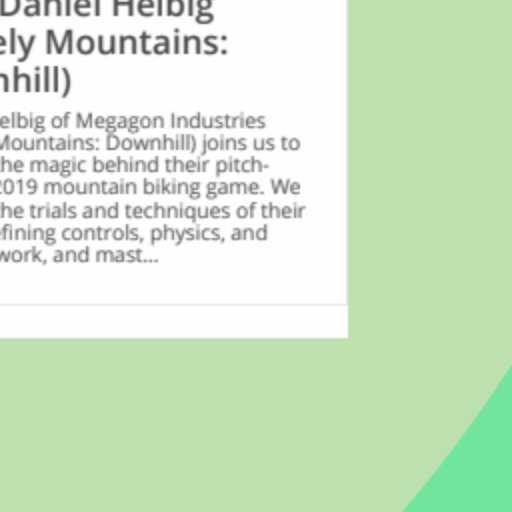 Daniel Helbig
ely Mountains:
nhill)
elbig of Megagon Industries
Mountains: Downhill) joins us to
he magic behind their pitch-
2019 mountain biking game. We
he trials and techniques of their
fining controls, physics, and
work, and mast...